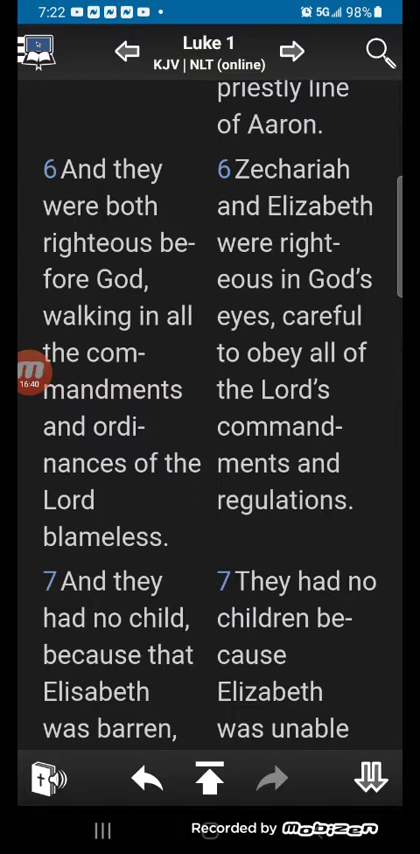 7:22
5G 98%
Luke 1
KJV | NLT (online)
priestly line
of Aaron.
6 And they
were both
righteous be-
fore God,
walking in all
the com-
mandments
and ordi-
nances of the
Lord
blameless.
7 And they
had no child,
because that
Elisabeth
was barren,
6 Zechariah
and Elizabeth
were right-
eous in God's
eyes, careful
to obey all of
the Lord's
command-
ments and
regulations.
7 They had no
children be-
cause
Elizabeth
was unable
16:40
Recorded by MOBIZEN